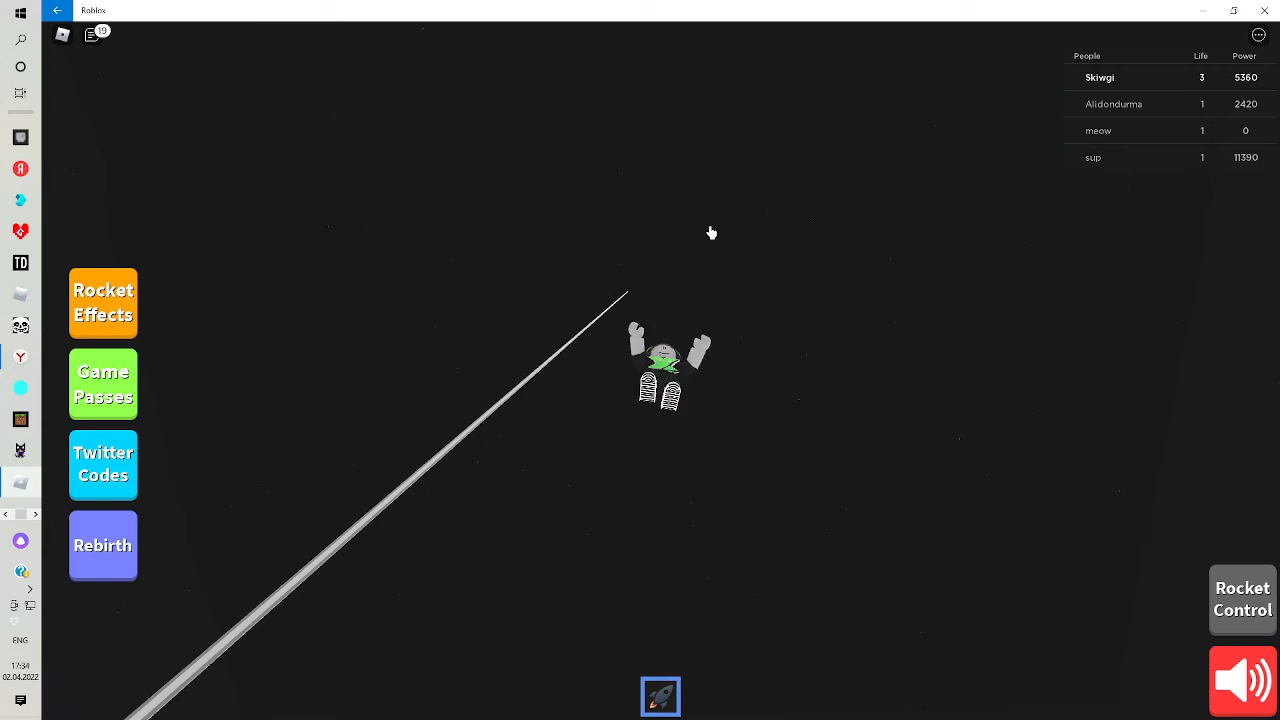 Roblox
19
People Life Power
Skiwgi 3 5360
Alidondurma 1 2420
meow 1 0
sup 1 11390
Rocket
Effects
Game
Passes
Twitter
Codes
Rebirth
Rocket
Control
TD
Я
Y
ENG
17:34
02.04.2022